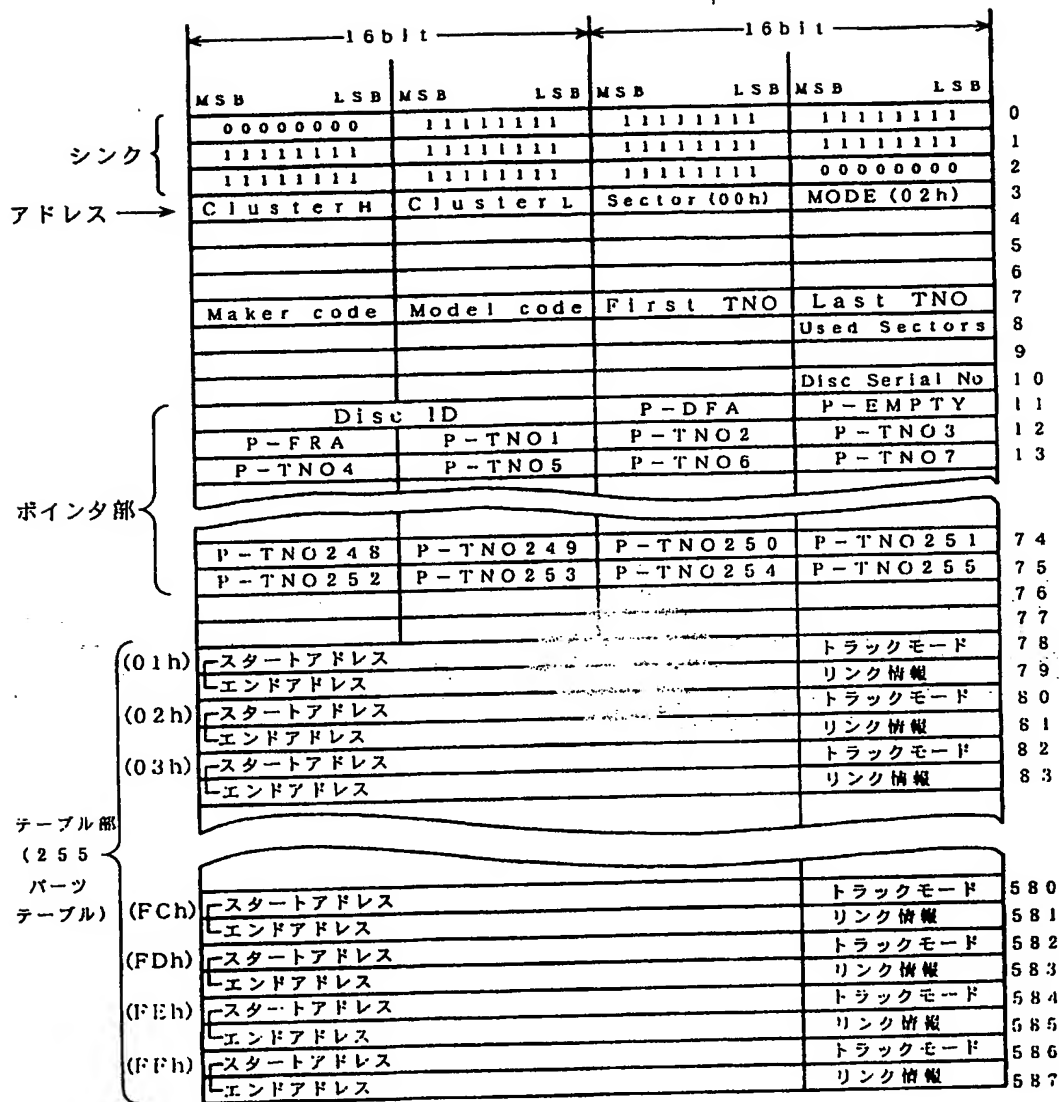 16bit 16bit
MSB LSB MSB LSB MSB LSB MSB LSB
シンク
00000000 11111111 11111111 11111111 0
11111111 11111111 11111111 11111111 1
11111111 11111111 11111111 00000000 2
アドレス ClusterH ClusterL Sector(00h) MODE(02h) 3
4
5
6
Maker code Model code First TNO Last TNO 7
Used Sectors 8
9
Disc Serial No 10
ポインタ部
Disc ID P-DFA P-EMPTY 11
P-FRA P-TNO1 P-TNO2 P-TNO3 12
P-TNO4 P-TNO5 P-TNO6 P-TNO7 13
P-TNO248 P-TNO249 P-TNO250 P-TNO251 74
P-TNO252 P-TNO253 P-TNO254 P-TNO255 75
76
77
テーブル部
(255
パーツ
テーブル)
(01h) スタートアドレス トラックモード 78
エンドアドレス リンク情報 79
(02h) スタートアドレス トラックモード 80
エンドアドレス リンク情報 81
(03h) スタートアドレス トラックモード 82
エンドアドレス リンク情報 83
(FCh) スタートアドレス トラックモード 580
エンドアドレス リンク情報 581
(FDh) スタートアドレス トラックモード 582
エンドアドレス リンク情報 583
(FEh) スタートアドレス トラックモード 584
エンドアドレス リンク情報 585
(FFh) スタートアドレス トラックモード 586
エンドアドレス リンク情報 587